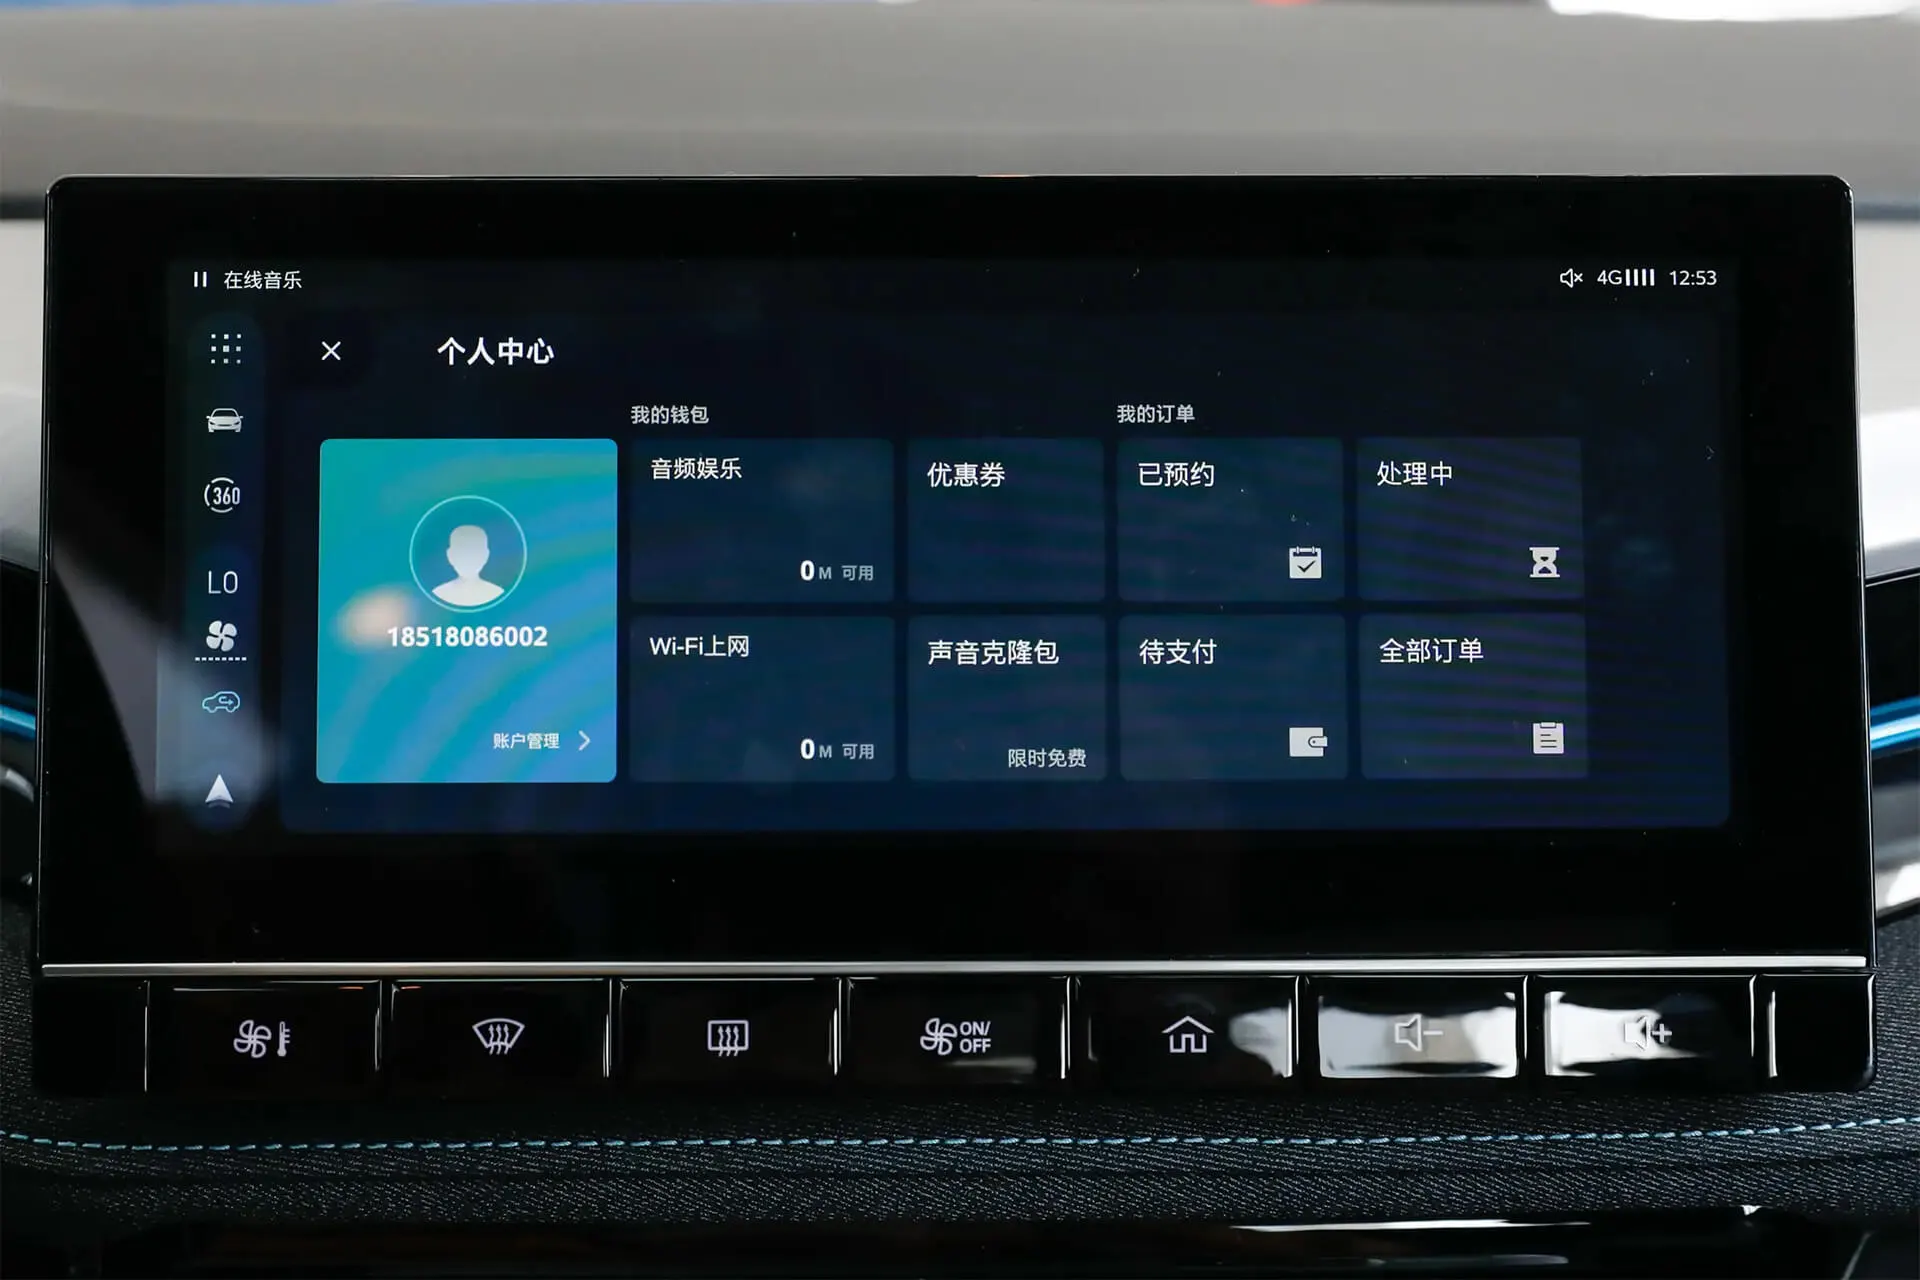 在线音乐
4G 12:53
个人中心
360
我的钱包
我的订单
音频娱乐
优惠券
已预约
处理中
0M 可用
LO
18518086002
Wi-Fi上网
声音克隆包
待支付
全部订单
账户管理
0M 可用
限时免费
ON/
OFF